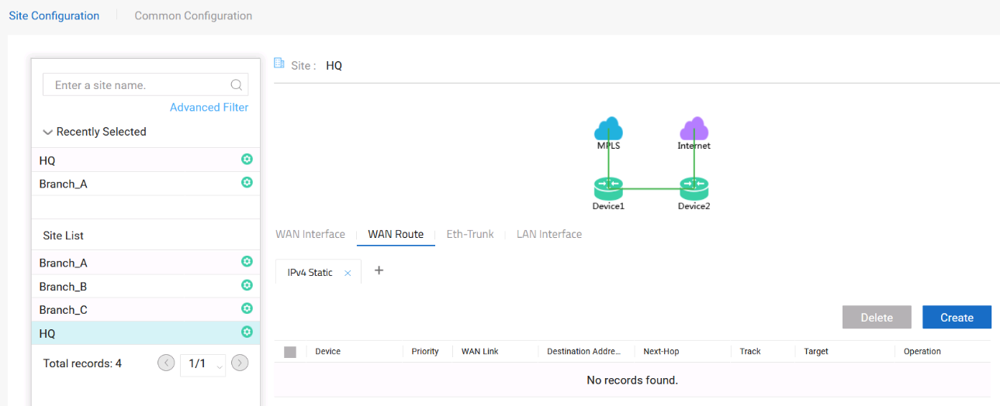 Site Configuration Common Configuration
Enter a site name.
Advanced Filter
Recently Selected
HQ
Branch_A
Site List
Branch_A
Branch_B
Branch_C
HQ
Total records: 4 1/1
Site : HQ
MPLS Internet
Device1 Device2
WAN Interface WAN Route Eth-Trunk LAN Interface
IPv4 Static × +
Delete Create
Device Priority WAN Link Destination Addre... Next-Hop Track Target Operation
No records found.